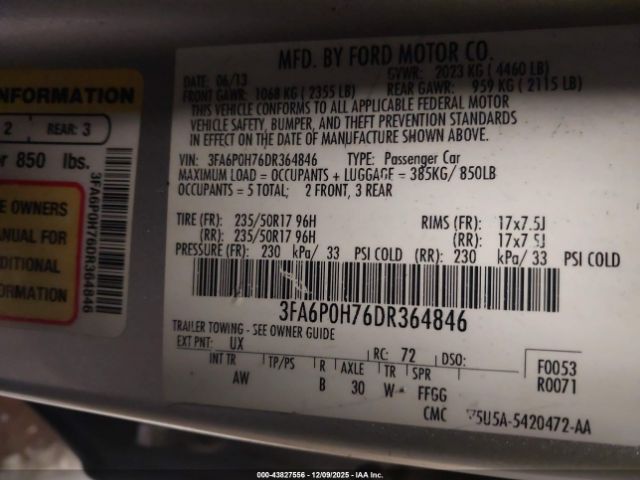 INFORMATION
2 REAR: 3
or 850 lbs.
E OWNERS
ANUAL FOR
DDITIONAL
FORMATION
3FA6P0H76DR364846
MFD. BY FORD MOTOR CO.
DATE: 06/13 GVWR: 2023 KG ( 4460 LB)
FRONT GAWR: 1068 KG ( 2355 LB) REAR GAWR: 959 KG ( 2115 LB)
THIS VEHICLE CONFORMS TO ALL APPLICABLE FEDERAL MOTOR
VEHICLE SAFETY, BUMPER, AND THEFT PREVENTION STANDARDS
IN EFFECT ON THE DATE OF MANUFACTURE SHOWN ABOVE.
VIN: 3FA6P0H76DR364846 TYPE: Passenger Car
MAXIMUM LOAD = OCCUPANTS + LUGGAGE = 385KG/ 850LB
OCCUPANTS = 5 TOTAL; 2 FRONT, 3 REAR
TIRE (FR): 235/50R17 96H RIMS (FR): 17x7.5J
(RR): 235/50R17 96H (RR): 17x7.5J
PRESSURE (FR): 230 kPa/ 33 PSI COLD (RR): 230 kPa/ 33 PSI COLD
3FA6P0H76DR364846
TRAILER TOWING - SEE OWNER GUIDE
EXT PNT: UX RC: 72 DSO: F0053
INT TR TP/PS R AXLE TR SPR R0071
AW B 30 W FFGG
CMC 5U5A-5420472-AA
000-43827556 - 12/09/2025 - IAA Inc.